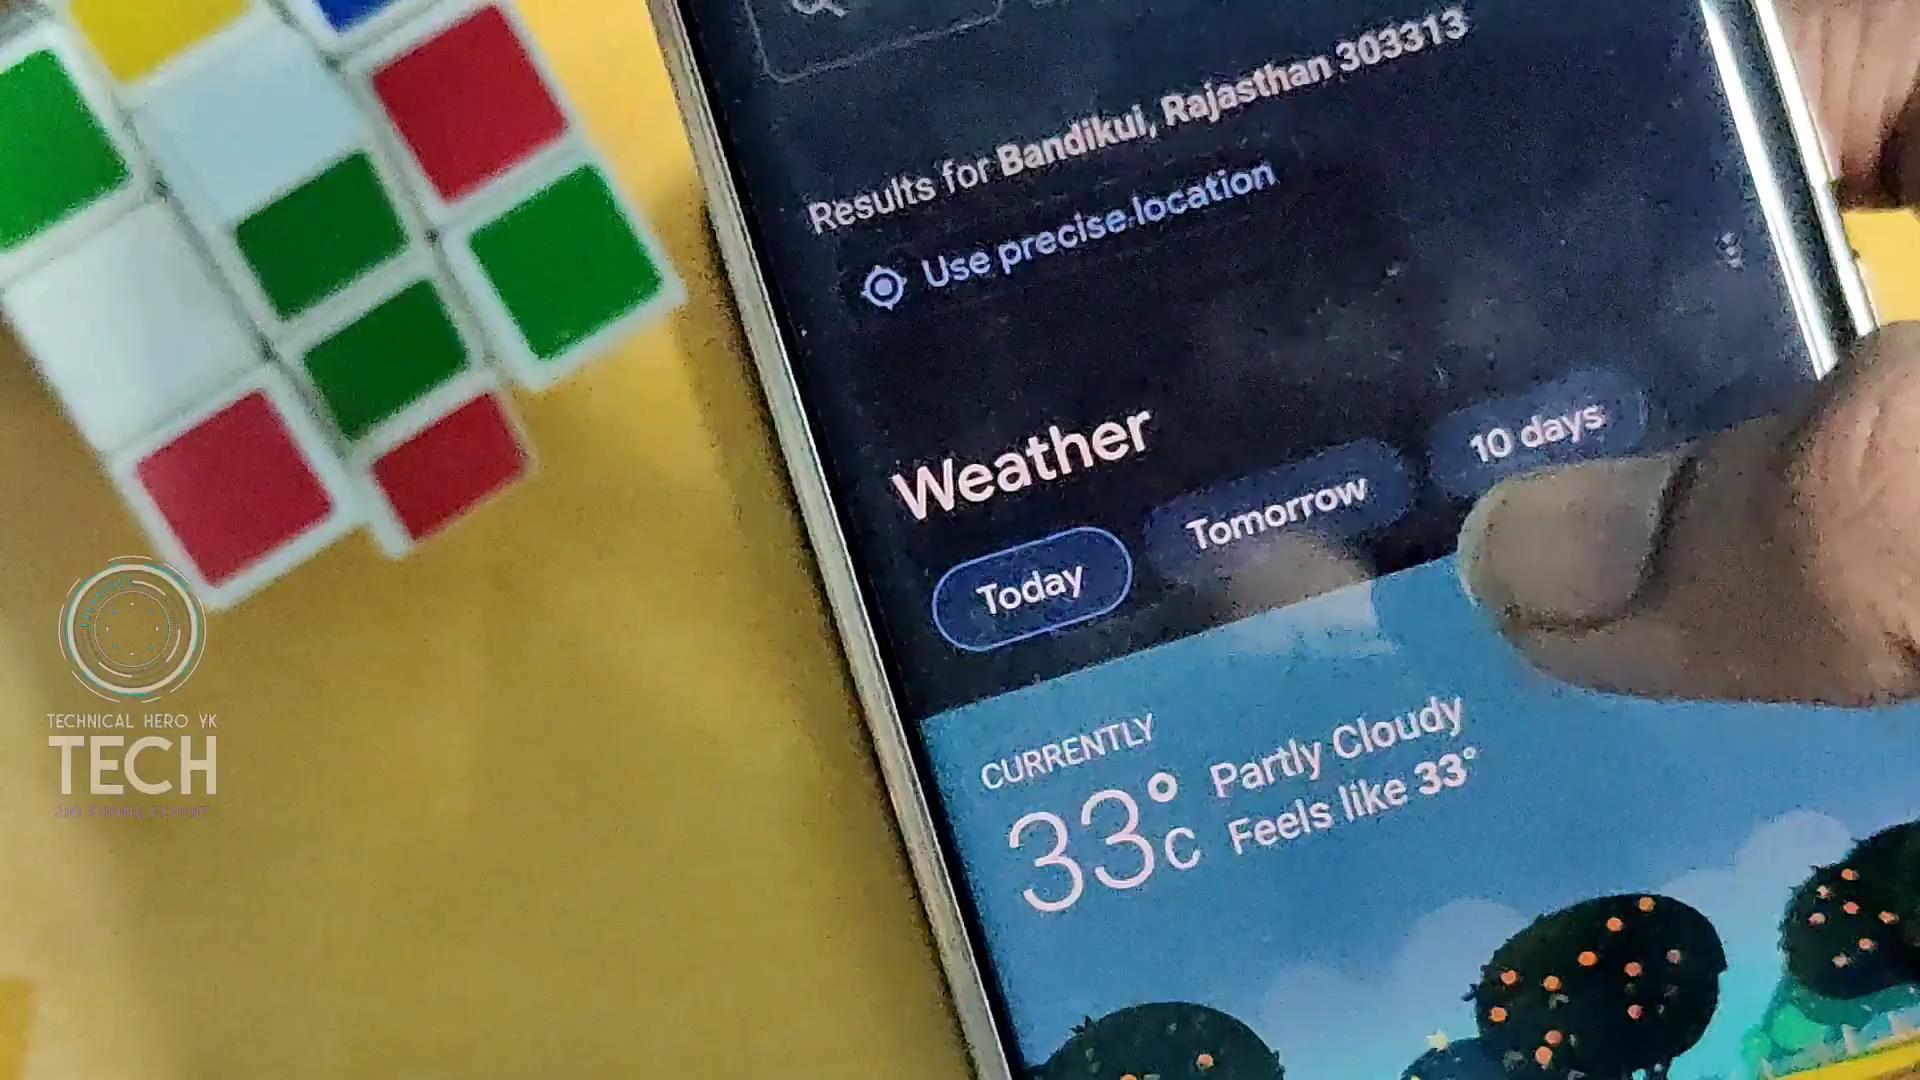 Results for Bandikui, Rajasthan 303313
Use precise location
Weather
Today
Tomorrow
10 days
CURRENTLY
33°C
Partly Cloudy
Feels like 33°
TECHNICAL HERO YK
TECH